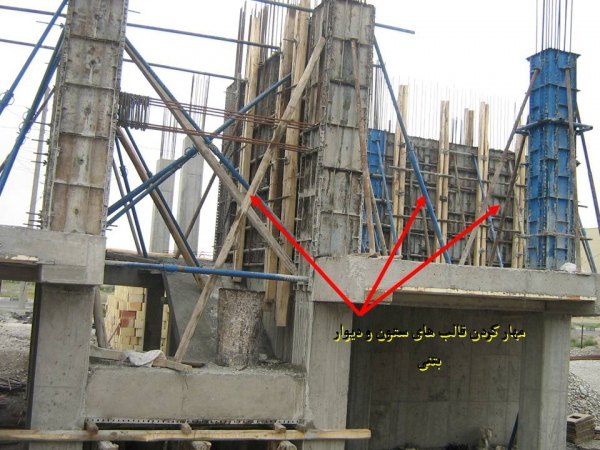 مهار کردن قالب های ستون و دیوار
بتنی